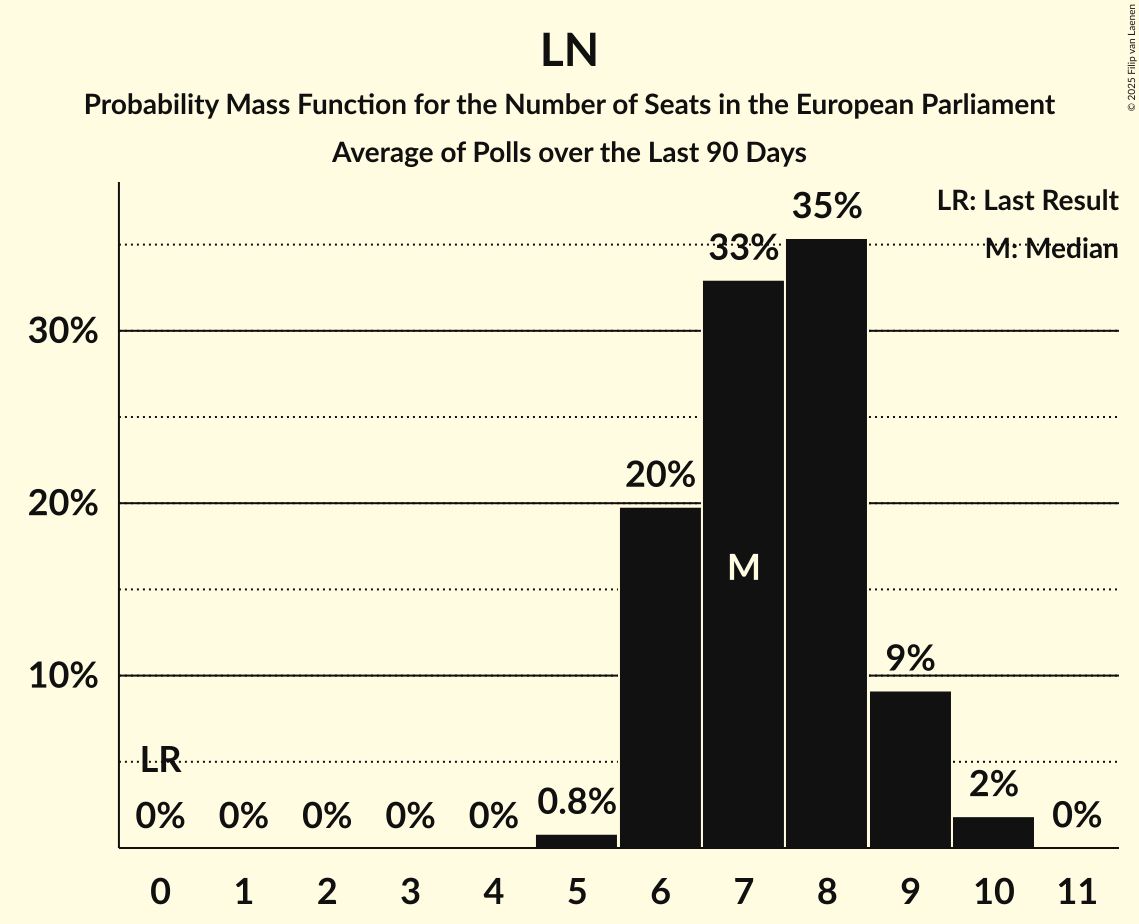 LN
Probability Mass Function for the Number of Seats in the European Parliament
Average of Polls over the Last 90 Days
© 2025 Filip van Laenen
LR: Last Result
M: Median
35%
33%
30%
20%
20%
M
10%
9%
LR
0% 0% 0% 0% 0% 0.8% 2% 0%
0 1 2 3 4 5 6 7 8 9 10 11